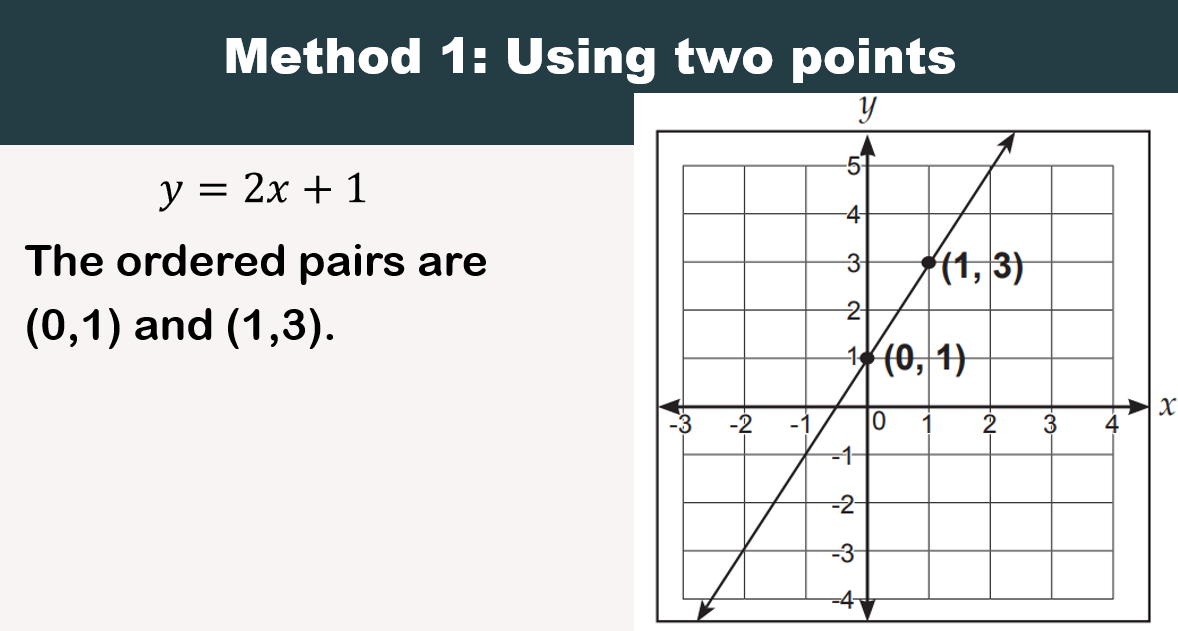 Method 1: Using two points
y = 2x + 1
The ordered pairs are
(0,1) and (1,3).
y
5
4
3
(1, 3)
2
1
(0, 1)
x
-3 -2 -1 0 1 2 3 4
-1
-2
-3
-4